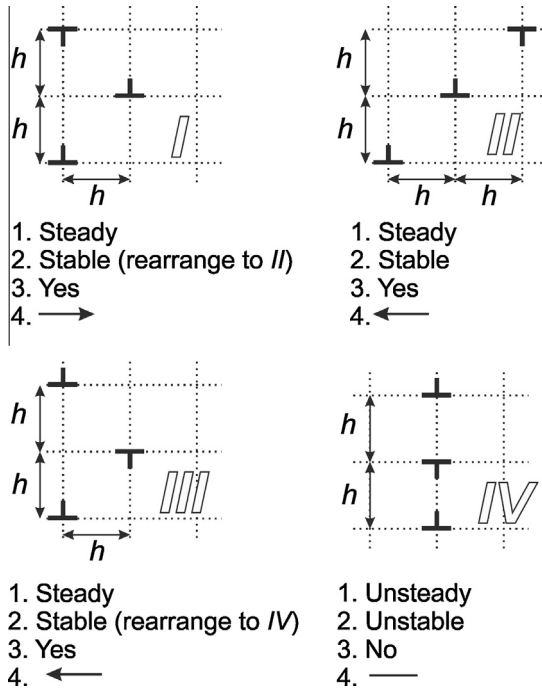 h
h
h
I
1. Steady
2. Stable (rearrange to II)
3. Yes
4.
h
h
h h
II
1. Steady
2. Stable
3. Yes
4.
h
h
h
III
1. Steady
2. Stable (rearrange to IV)
3. Yes
4.
h
h
IV
1. Unsteady
2. Unstable
3. No
4. —